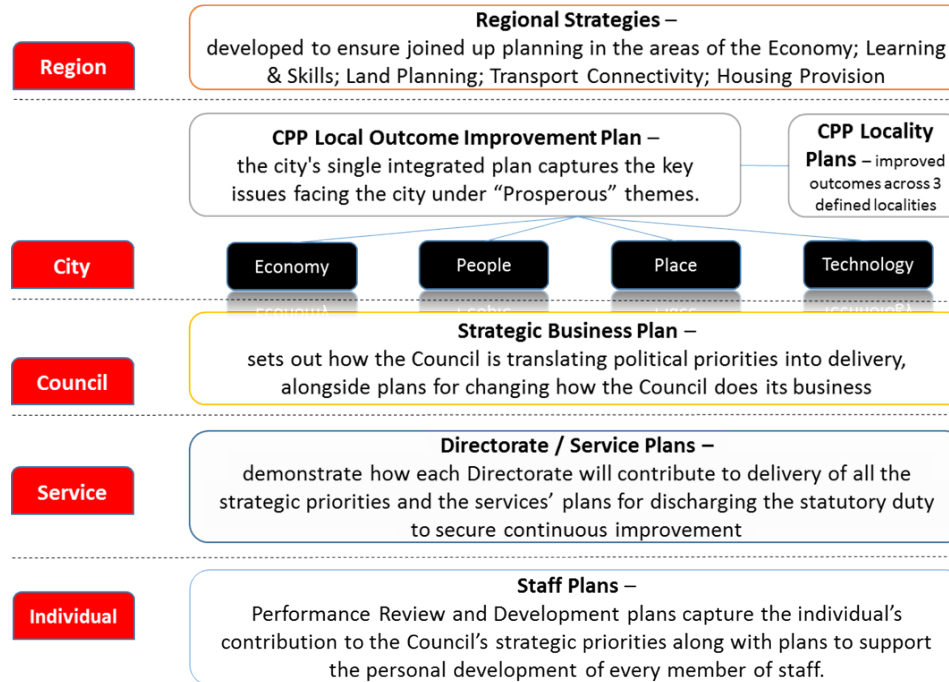 Region
Regional Strategies –
developed to ensure joined up planning in the areas of the Economy; Learning
& Skills; Land Planning; Transport Connectivity; Housing Provision
CPP Local Outcome Improvement Plan –
the city's single integrated plan captures the key
issues facing the city under “Prosperous” themes.
CPP Locality
Plans – improved
outcomes across 3
defined localities
City
Economy
People
Place
Technology
Council
Strategic Business Plan –
sets out how the Council is translating political priorities into delivery,
alongside plans for changing how the Council does its business
Service
Directorate / Service Plans –
demonstrate how each Directorate will contribute to delivery of all the
strategic priorities and the services’ plans for discharging the statutory duty
to secure continuous improvement
Individual
Staff Plans –
Performance Review and Development plans capture the individual’s
contribution to the Council’s strategic priorities along with plans to support
the personal development of every member of staff.